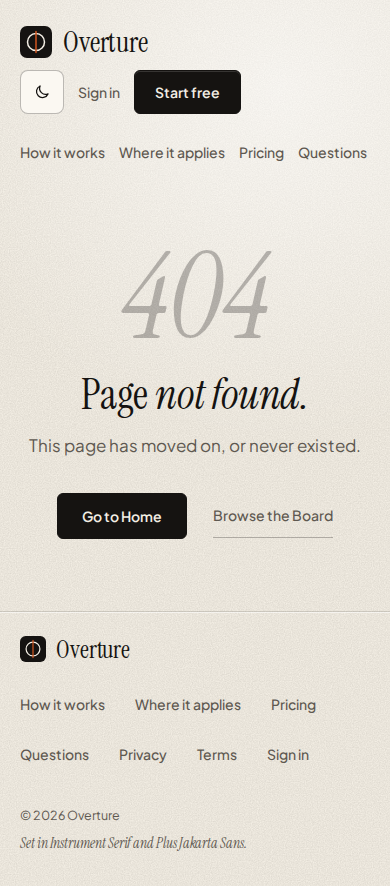 Overture
Sign in Start free
How it works Where it applies Pricing Questions
404
Page not found.
This page has moved on, or never existed.
Go to Home Browse the Board
Overture
How it works Where it applies Pricing
Questions Privacy Terms Sign in
© 2026 Overture
Set in Instrument Serif and Plus Jakarta Sans.